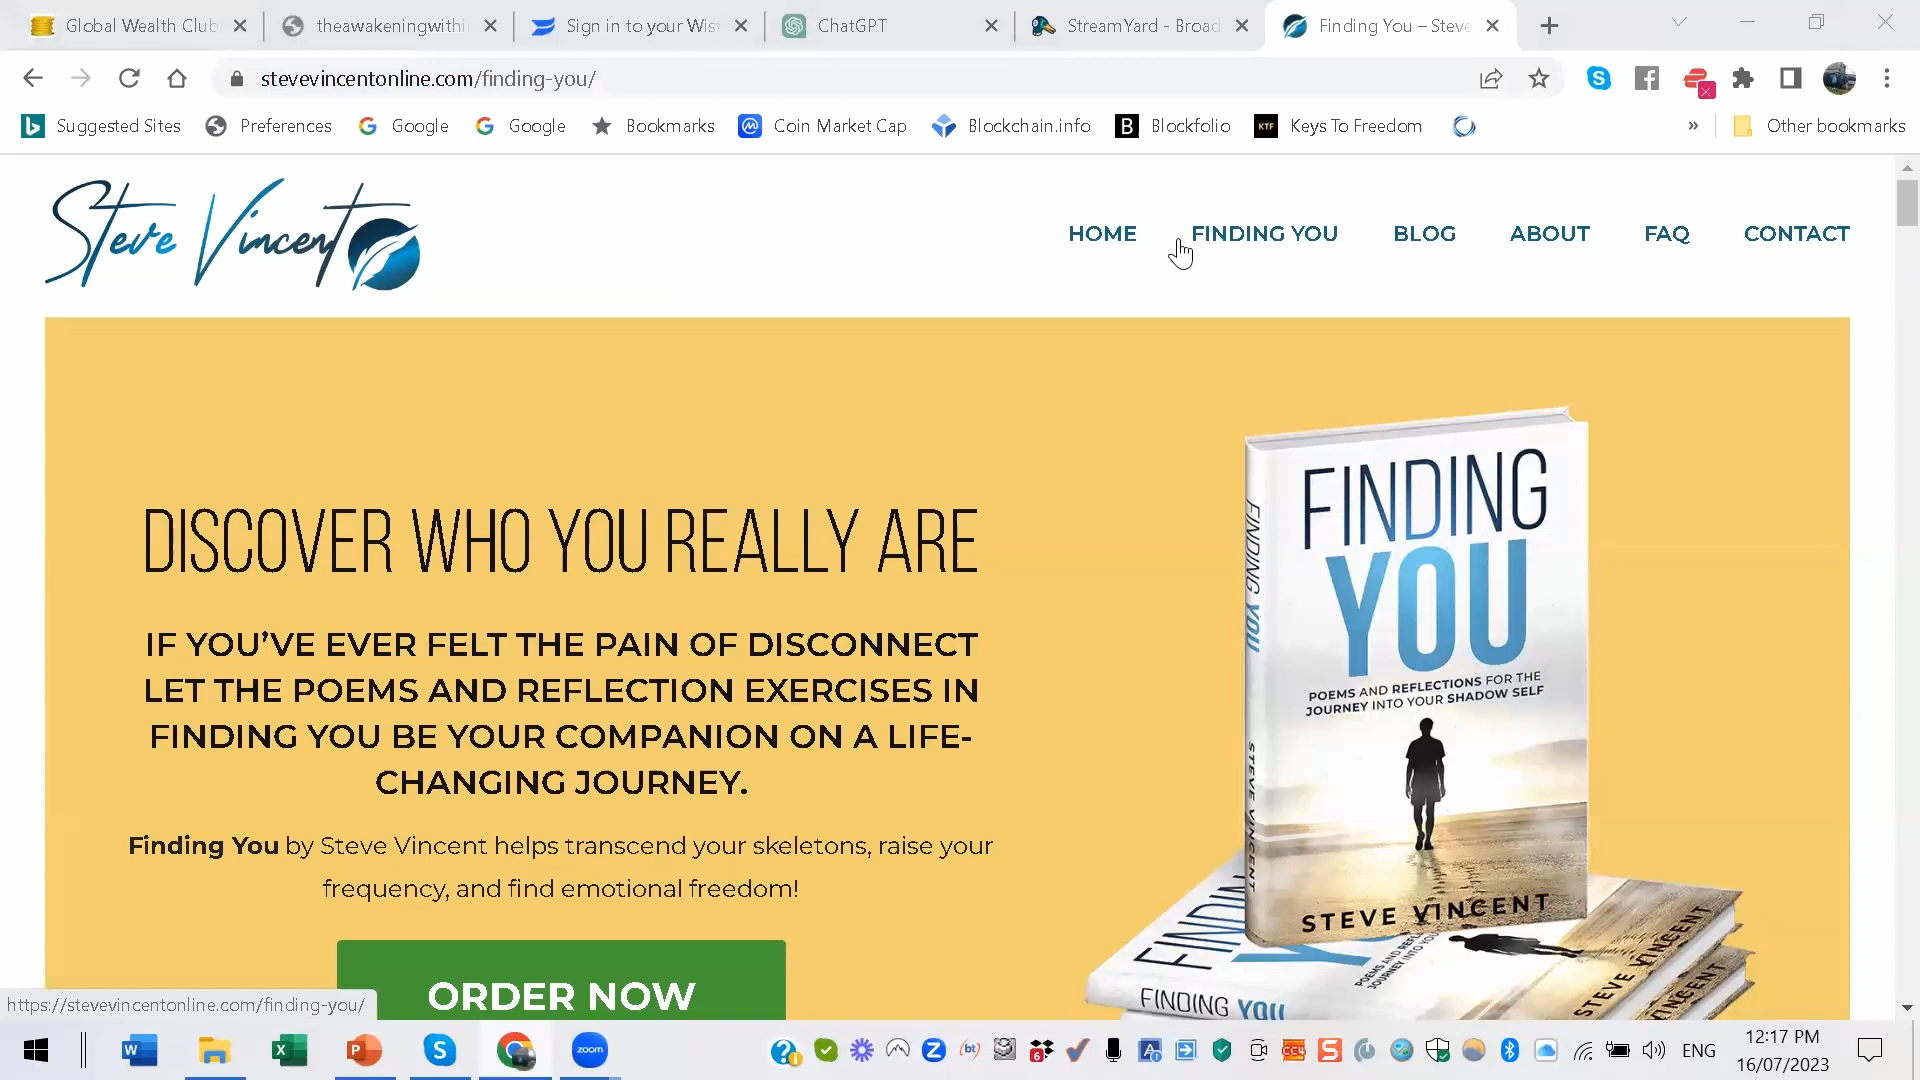 Global Wealth Club
theawakeningwithi
Sign in to your Wis
ChatGPT
StreamYard - Broad
Finding You – Steve
stevevincentonline.com/finding-you/
Suggested Sites
Preferences
Google
Google
Bookmarks
Coin Market Cap
Blockchain.info
Blockfolio
KTF
Keys To Freedom
»
Other bookmarks
Steve Vincent
HOME
FINDING YOU
BLOG
ABOUT
FAQ
CONTACT
DISCOVER WHO YOU REALLY ARE
IF YOU’VE EVER FELT THE PAIN OF DISCONNECT
LET THE POEMS AND REFLECTION EXERCISES IN
FINDING YOU BE YOUR COMPANION ON A LIFE-
CHANGING JOURNEY.
Finding You by Steve Vincent helps transcend your skeletons, raise your
frequency, and find emotional freedom!
ORDER NOW
FINDING
YOU
POEMS AND REFLECTIONS FOR THE
JOURNEY INTO YOUR SHADOW SELF
STEVE VINCENT
FINDING YOU
STEVE VINCENT
FINDING YOU
STEVE VINCENT
https://stevevincentonline.com/finding-you/
zoom
ENG
12:17 PM
16/07/2023